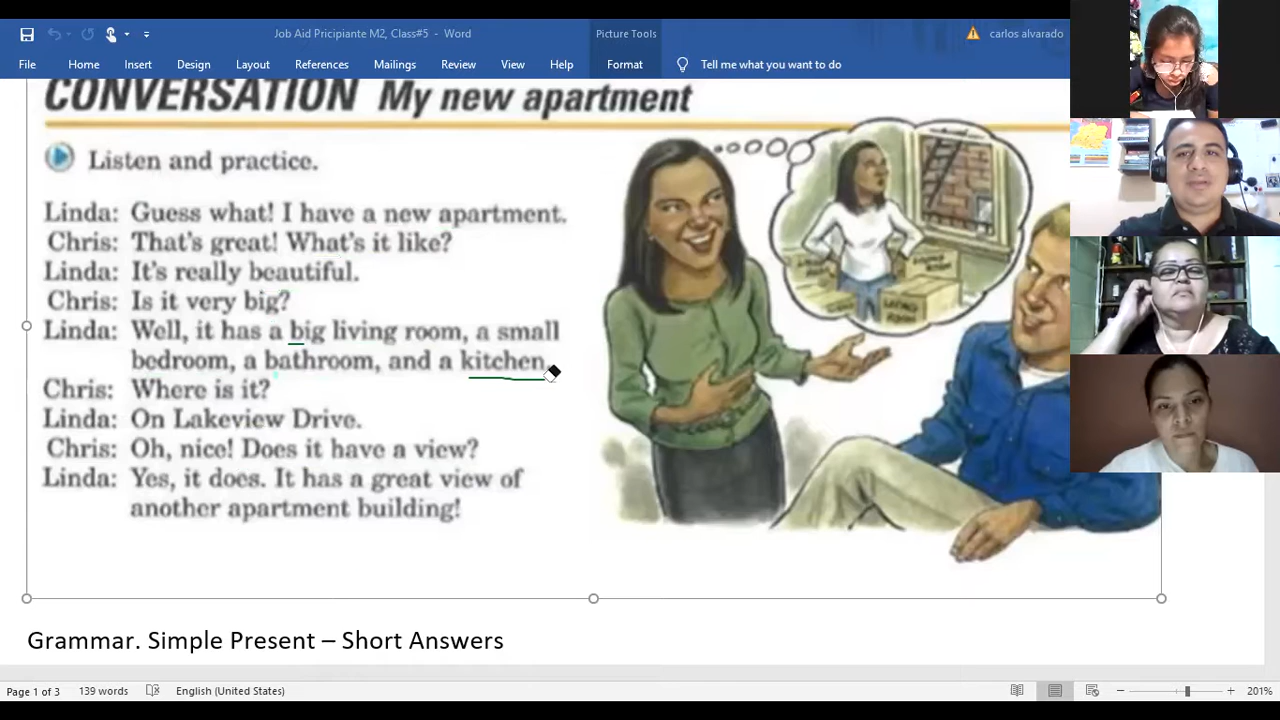 Job Aid Pricipiante M2, Class#5 - Word
Picture Tools
carlos alvarado
File Home Insert Design Layout References Mailings Review View Help Format Tell me what you want to do
CONVERSATION My new apartment
Listen and practice.
Linda: Guess what! I have a new apartment.
Chris: That's great! What's it like?
Linda: It's really beautiful.
Chris: Is it very big?
Linda: Well, it has a big living room, a small
bedroom, a bathroom, and a kitchen.
Chris: Where is it?
Linda: On Lakeview Drive.
Chris: Oh, nice! Does it have a view?
Linda: Yes, it does. It has a great view of
another apartment building!
Grammar. Simple Present – Short Answers
Page 1 of 3 139 words English (United States) 201%